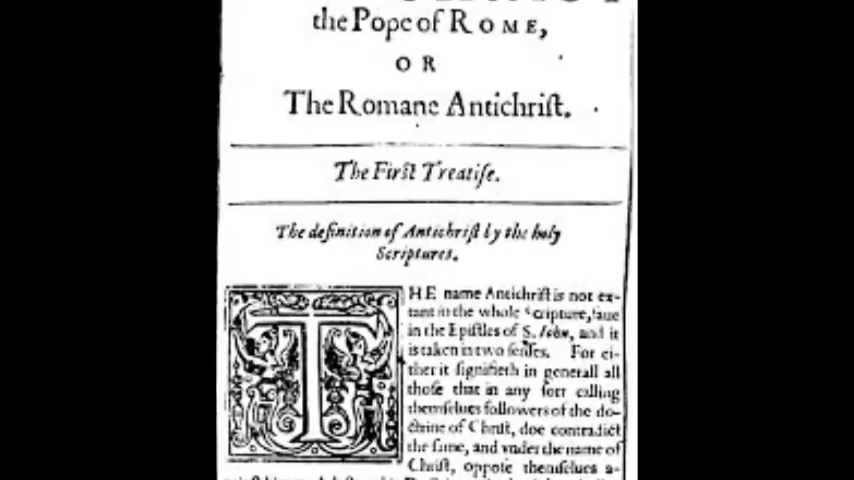 the Pope of ROME,
OR
The Romane Antichriſt.
The Firſt Treatiſe.
The definition of Antichriſt by the holy
Scriptures.
THE name Antichriſt is not ex-
tant in the whole Scripture, ſaue
in the Epiſtles of S. Iohn, and it
is taken in two ſenſes. For ei-
ther it ſignifieth in generall all
thoſe that in any ſort calling
themſelues followers of the do-
ctrine of Chriſt, doe contradict
the ſame, and vnder the name of
Chriſt, oppoſe themſelues a-